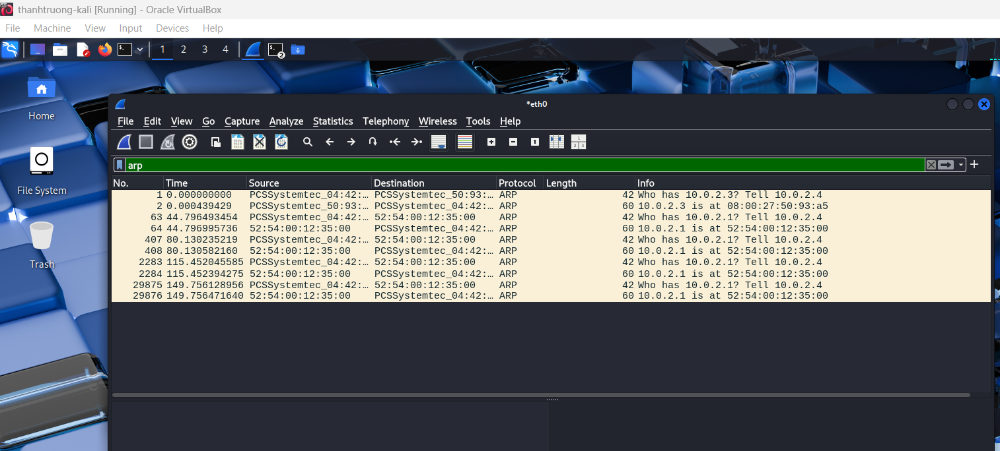 thanhtruong-kali [Running] - Oracle VirtualBox
File Machine View Input Devices Help
1 2 3 4 2
Home
File System
Trash
*eth0
File Edit View Go Capture Analyze Statistics Telephony Wireless Tools Help
arp
No. Time Source Destination Protocol Length Info
1 0.000000000 PCSSystemtec_04:42:… PCSSystemtec_50:93:… ARP 42 Who has 10.0.2.3? Tell 10.0.2.4
2 0.000439429 PCSSystemtec_50:93:… PCSSystemtec_04:42:… ARP 60 10.0.2.3 is at 08:00:27:50:93:a5
63 44.796493454 PCSSystemtec_04:42:… 52:54:00:12:35:00 ARP 42 Who has 10.0.2.1? Tell 10.0.2.4
64 44.796995736 52:54:00:12:35:00 PCSSystemtec_04:42:… ARP 60 10.0.2.1 is at 52:54:00:12:35:00
407 80.130235219 PCSSystemtec_04:42:… 52:54:00:12:35:00 ARP 42 Who has 10.0.2.1? Tell 10.0.2.4
408 80.130582160 52:54:00:12:35:00 PCSSystemtec_04:42:… ARP 60 10.0.2.1 is at 52:54:00:12:35:00
2283 115.452045585 PCSSystemtec_04:42:… 52:54:00:12:35:00 ARP 42 Who has 10.0.2.1? Tell 10.0.2.4
2284 115.452394275 52:54:00:12:35:00 PCSSystemtec_04:42:… ARP 60 10.0.2.1 is at 52:54:00:12:35:00
29875 149.756128956 PCSSystemtec_04:42:… 52:54:00:12:35:00 ARP 42 Who has 10.0.2.1? Tell 10.0.2.4
29876 149.756471640 52:54:00:12:35:00 PCSSystemtec_04:42:… ARP 60 10.0.2.1 is at 52:54:00:12:35:00